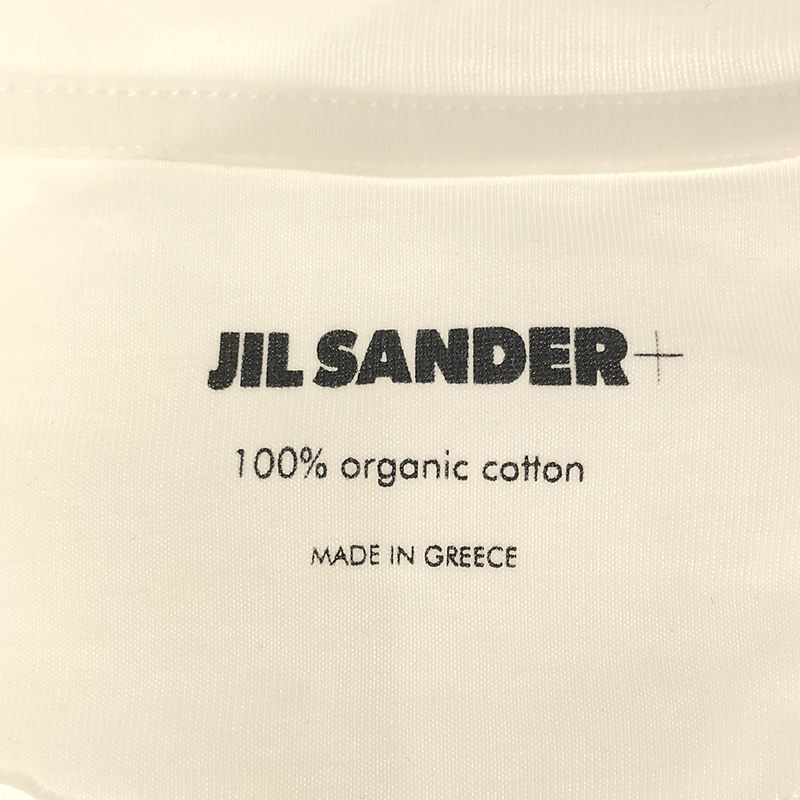 JIL SANDER+
100% organic cotton
MADE IN GREECE